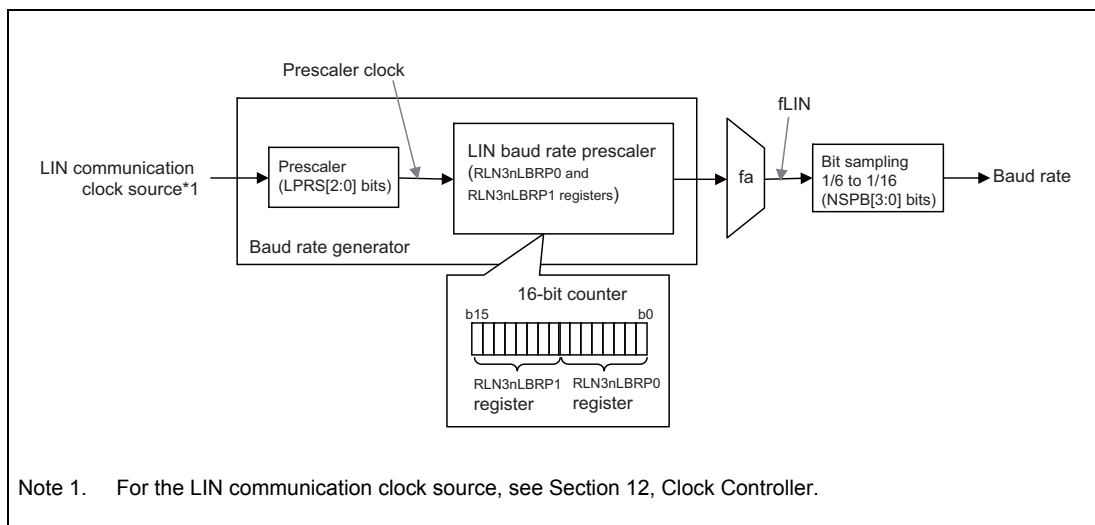 Prescaler clock
fLIN
LIN communication
clock source*1
Prescaler
(LPRS[2:0] bits)
LIN baud rate prescaler
(RLN3nLBRP0 and
RLN3nLBRP1 registers)
fa
Bit sampling
1/6 to 1/16
(NSPB[3:0] bits)
Baud rate
Baud rate generator
16-bit counter
b15 b0
RLN3nLBRP1 RLN3nLBRP0
register register
Note 1. For the LIN communication clock source, see Section 12, Clock Controller.